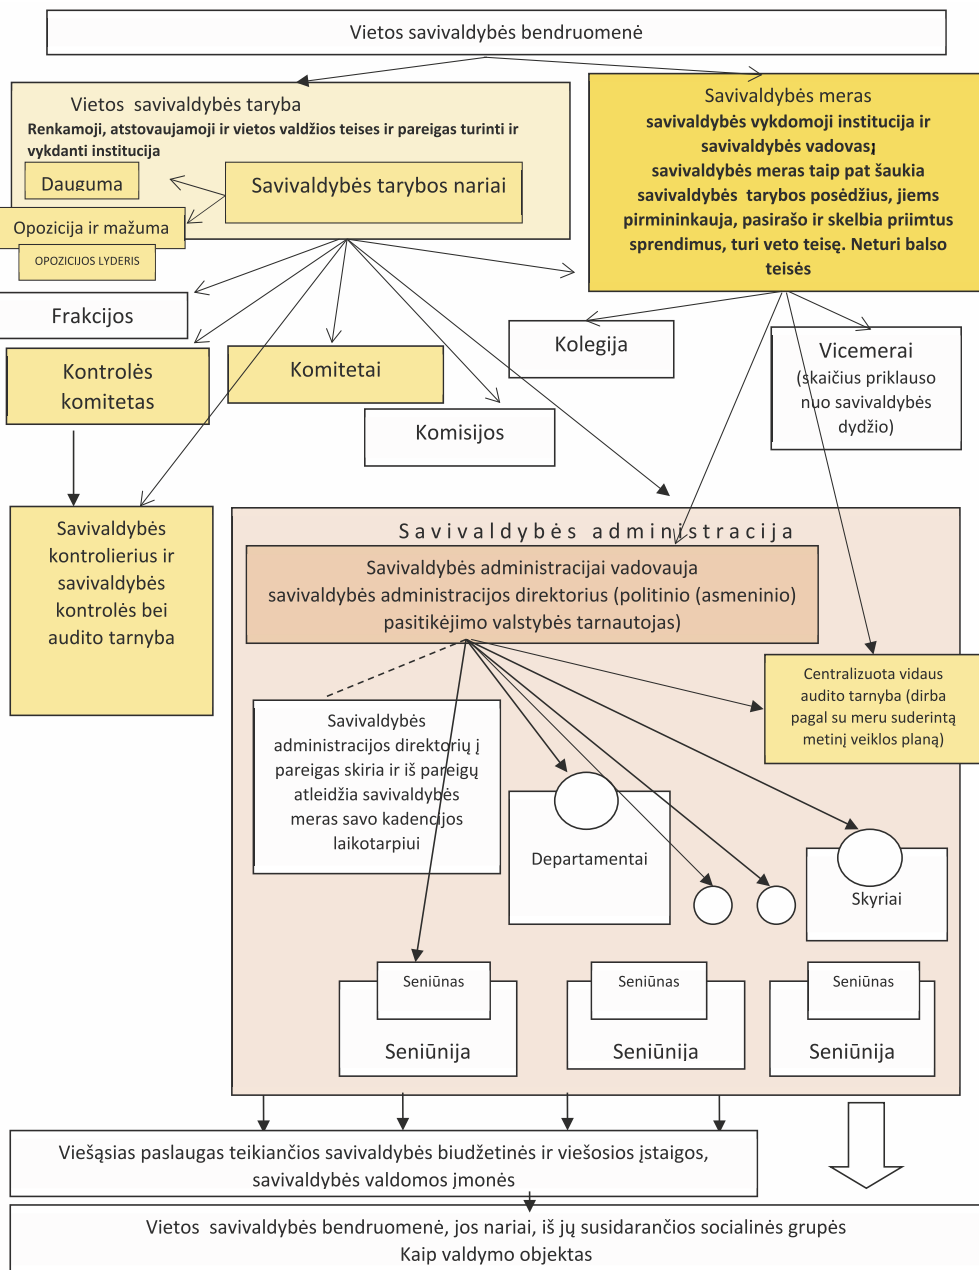 Vietos savivaldybės bendruomenė
Vietos  savivaldybės taryba
Renkamoji, atstovaujamoji ir vietos valdžios teises ir pareigas turinti ir
vykdanti institucija
Dauguma
Savivaldybės tarybos nariai
Opozicija ir mažuma
OPOZICIJOS LYDERIS
Savivaldybės meras
savivaldybės vykdomoji institucija ir
savivaldybės vadovas;
savivaldybės meras taip pat šaukia
savivaldybės  tarybos posėdžius, jiems
pirmininkauja, pasirašo ir skelbia priimtus
sprendimus, turi veto teisę. Neturi balso
teisės
Frakcijos
Kontrolės
komitetas
Komitetai
Komisijos
Kolegija
Vicemerai
(skaičius priklauso
nuo savivaldybės
dydžio)
Savivaldybės
kontrolierius ir
savivaldybės
kontrolės bei
audito tarnyba
Savivaldybės administracija
Savivaldybės administracijai vadovauja
savivaldybės administracijos direktorius (politinio (asmeninio)
pasitikėjimo valstybės tarnautojas)
Centralizuota vidaus
audito tarnyba (dirba
pagal su meru suderintą
metinį veiklos planą)
Savivaldybės
administracijos direktorių į
pareigas skiria ir iš pareigų
atleidžia savivaldybės
meras savo kadencijos
laikotarpiui
Departamentai
Skyriai
Seniūnas
Seniūnija
Seniūnas
Seniūnija
Seniūnas
Seniūnija
Viešąsias paslaugas teikiančios savivaldybės biudžetinės ir viešosios įstaigos,
savivaldybės valdomos įmonės
Vietos  savivaldybės bendruomenė, jos nariai, iš jų susidarančios socialinės grupės
Kaip valdymo objektas